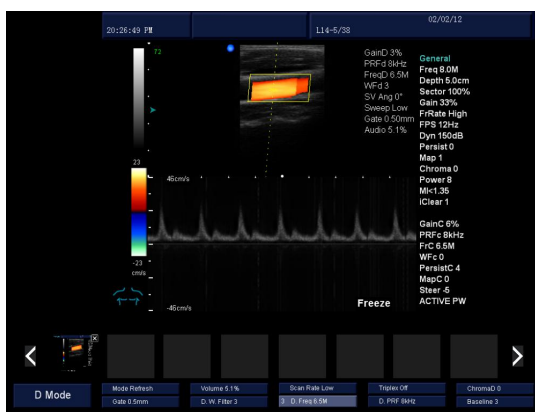 02/02/12
20:26:49 PM
L14-5/38
72
GainD 3%
PRFd 8kHz
FreqD 6.5M
WFd 3
SV Ang 0°
Sweep Low
Gate 0.50mm
Audio 5.1%
General
Freq 8.0M
Depth 5.0cm
Sector 100%
Gain 33%
FrRate High
FPS 12Hz
Dyn 150dB
Persist 0
Map 1
Chroma 0
Power 8
MI<1.35
iClear 1
GainC 6%
PRFc 8kHz
FrC 6.5M
WFc 0
PersistC 4
MapC 0
Steer -5
ACTIVE PW
23
46cm/s
-23
cm/s
-46cm/s
Freeze
D Mode
Mode Refresh
Volume 5.1%
Scan Rate Low
Triplex Off
ChromaD 0
Gate 0.5mm
D. W. Filter 3
3 D. Freq 6.5M
D. PRF 8kHz
Baseline 3